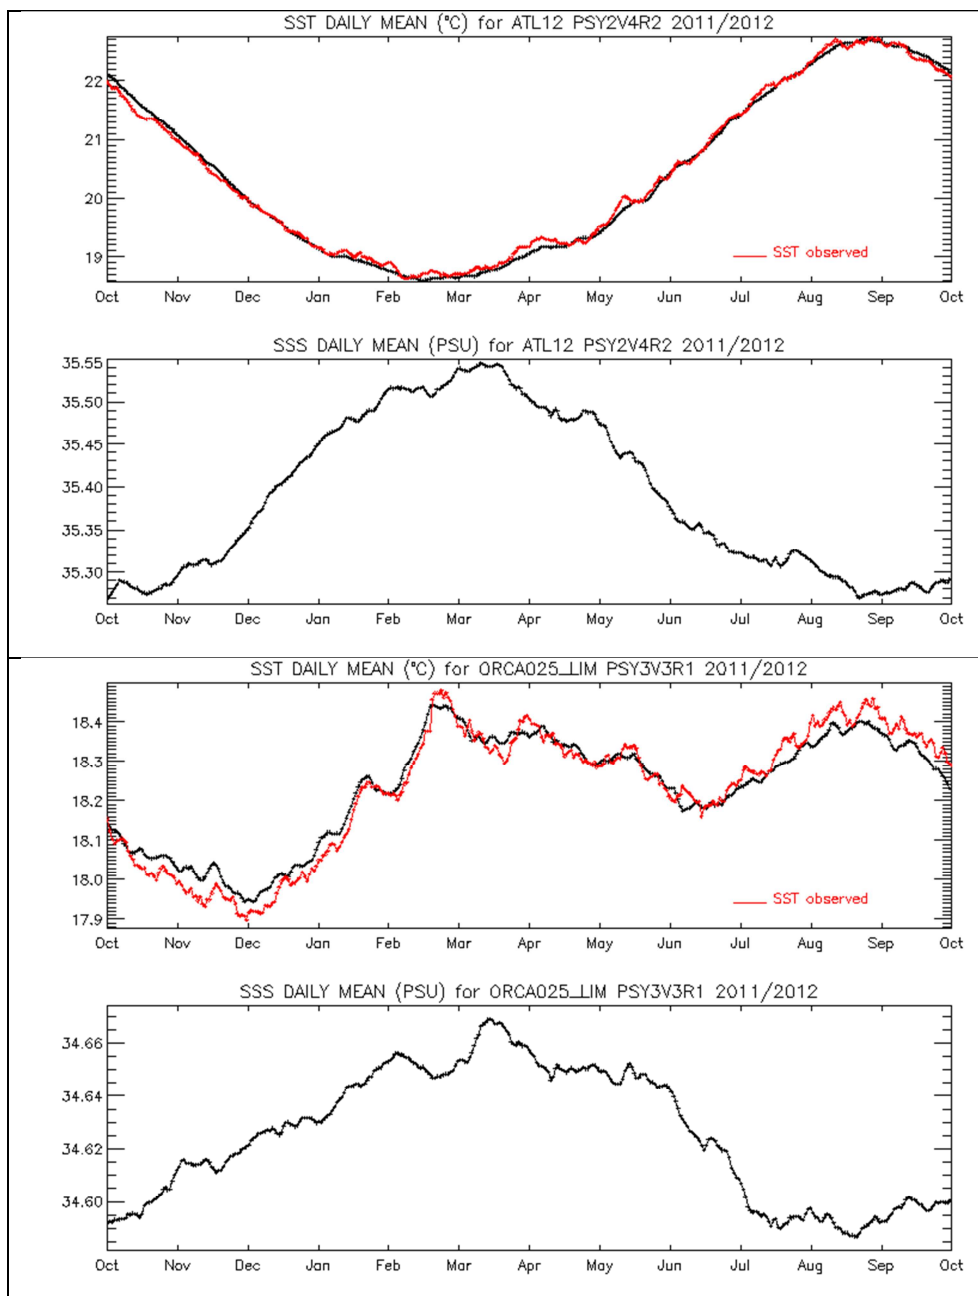 SST DAILY MEAN (°C) for ATL12 PSY2V4R2 2011/2012
22
21
20
19
SST observed
Oct Nov Dec Jan Feb Mar Apr May Jun Jul Aug Sep Oct
SSS DAILY MEAN (PSU) for ATL12 PSY2V4R2 2011/2012
35.55
35.50
35.45
35.40
35.35
35.30
Oct Nov Dec Jan Feb Mar Apr May Jun Jul Aug Sep Oct
SST DAILY MEAN (°C) for ORCA025_LIM PSY3V3R1 2011/2012
18.4
18.3
18.2
18.1
18.0
17.9
SST observed
Oct Nov Dec Jan Feb Mar Apr May Jun Jul Aug Sep Oct
SSS DAILY MEAN (PSU) for ORCA025_LIM PSY3V3R1 2011/2012
34.66
34.64
34.62
34.60
Oct Nov Dec Jan Feb Mar Apr May Jun Jul Aug Sep Oct